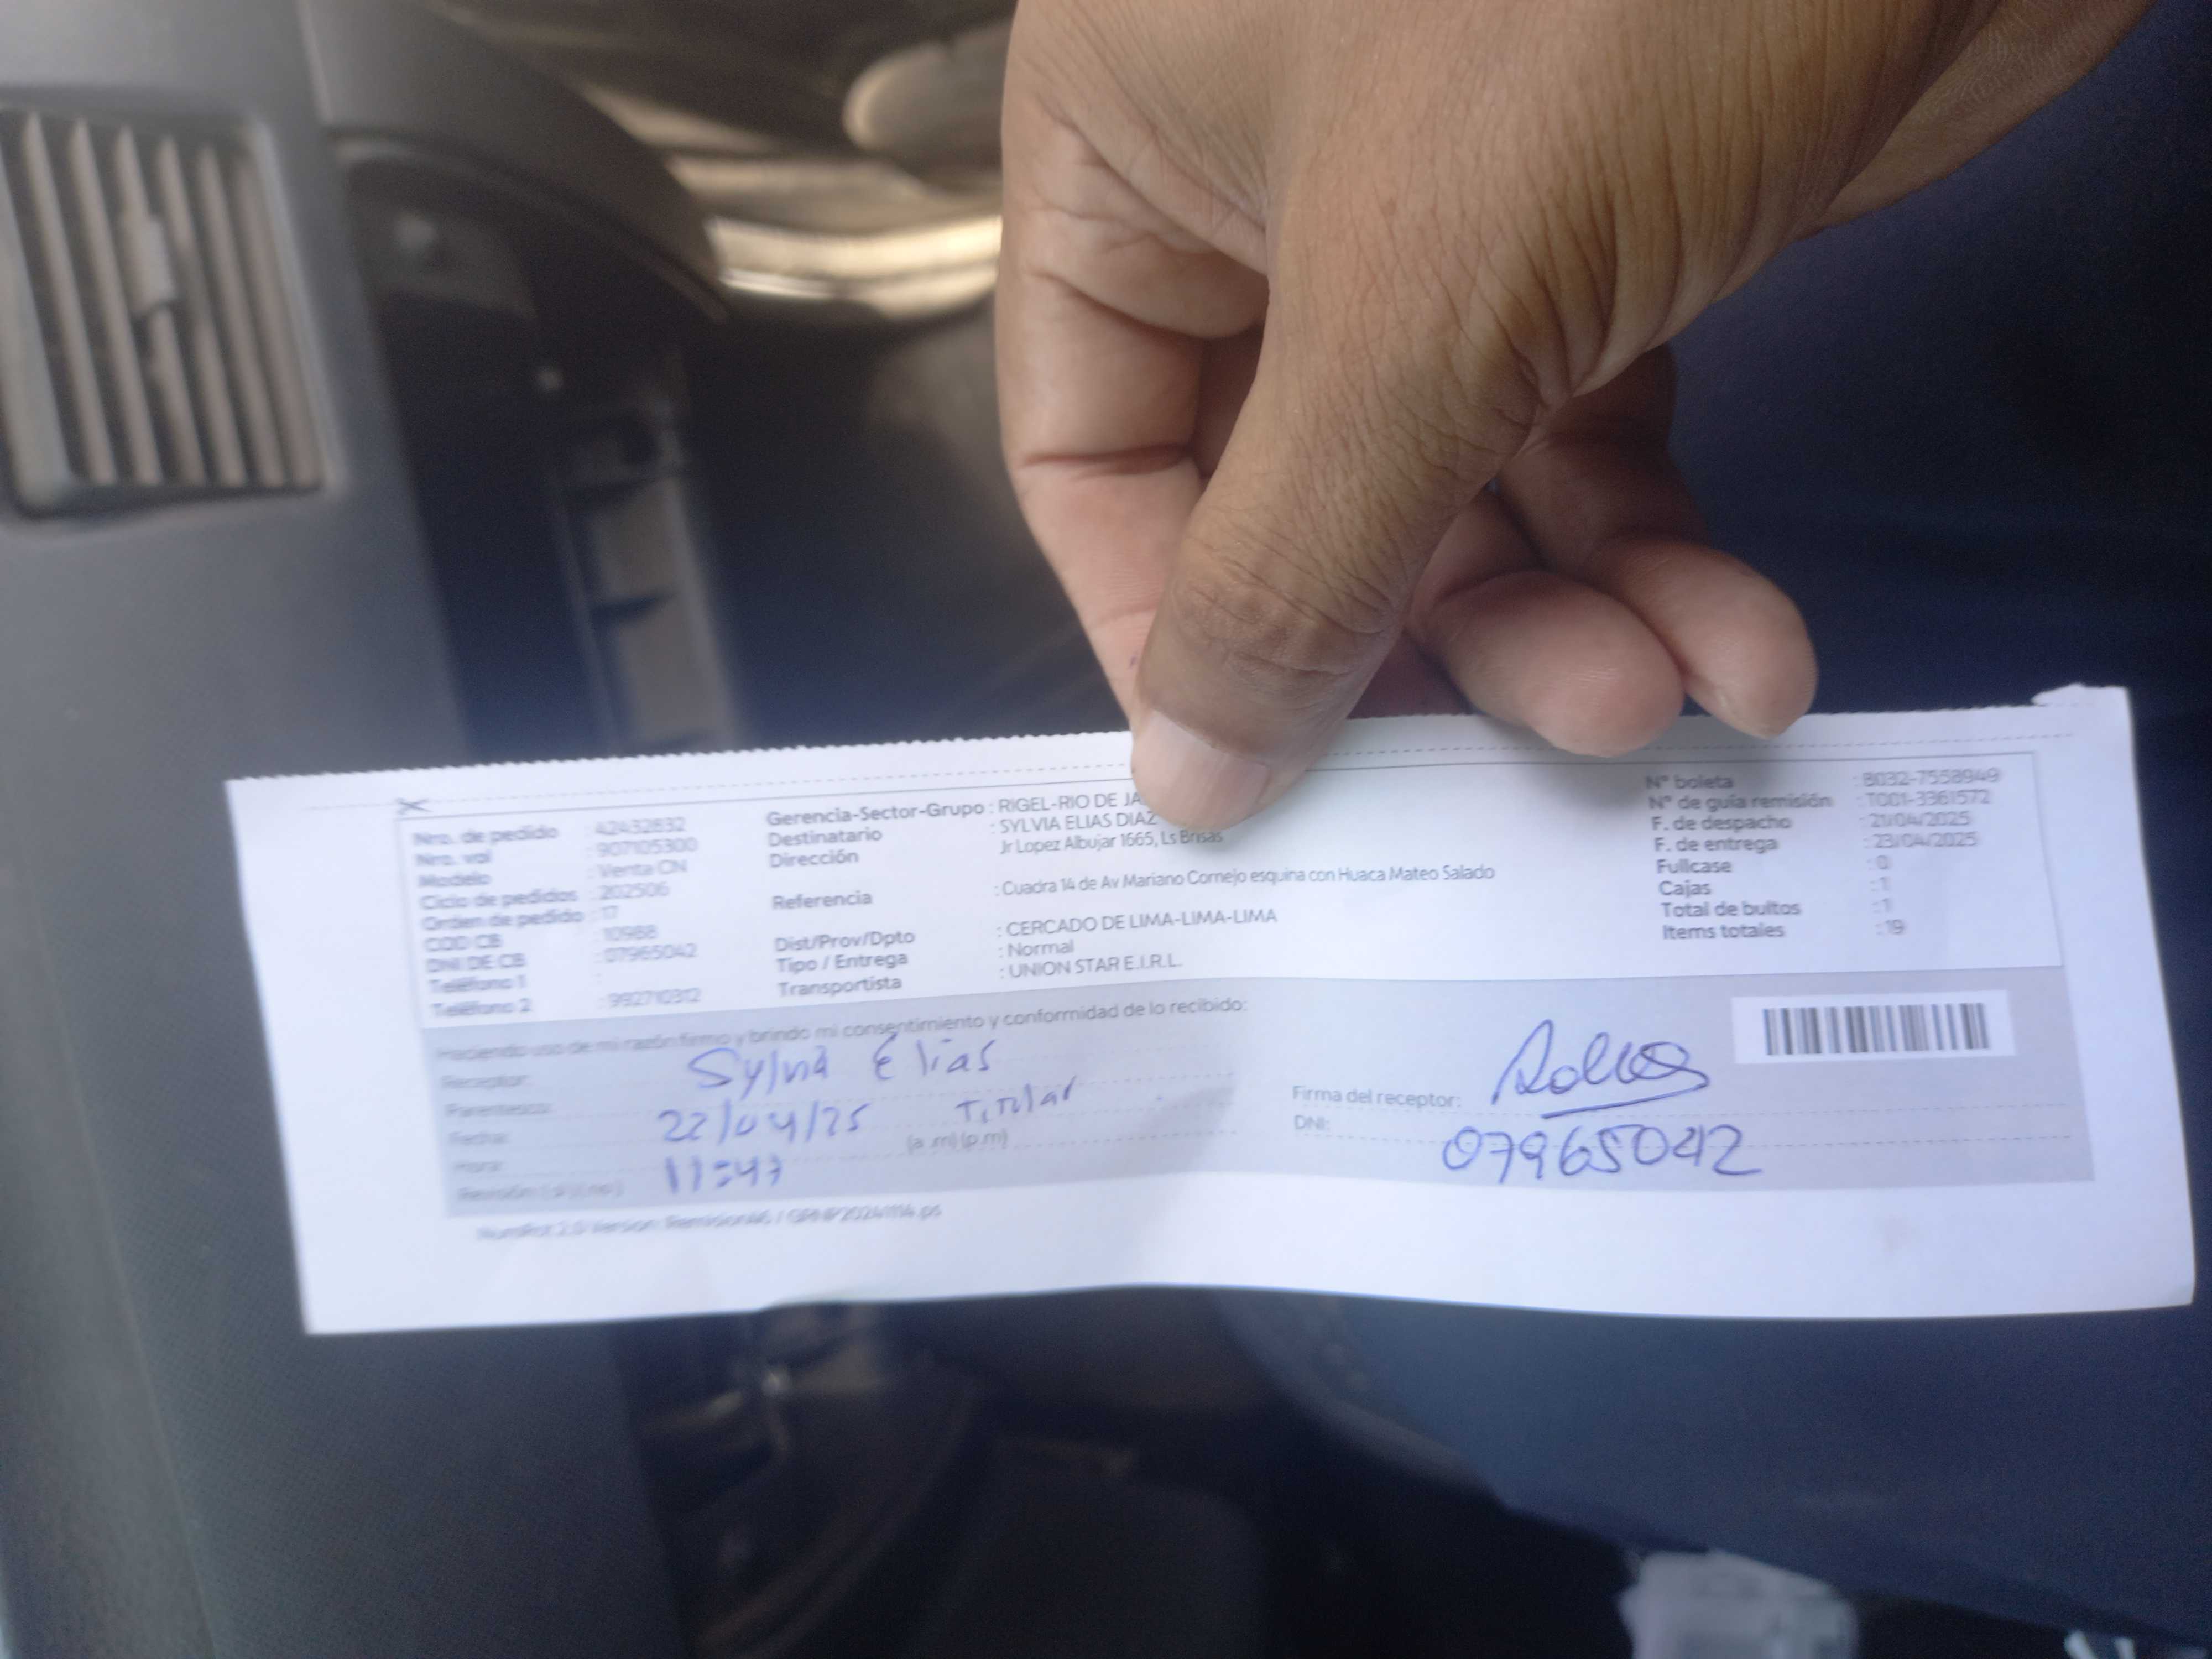 Nro. de pedido : 42432832
Nro. val : 907105300
Modelo : Venta CN
Ciclo de pedidos : 202506
Orden de pedido : 17
COD CB : 10988
DNI DE CB : 07965042
Teléfono 1 :
Teléfono 2 : 992710312
Gerencia-Sector-Grupo : RIGEL-RIO DE JA
Destinatario : SYLVIA ELIAS DIAZ
Dirección Jr Lopez Albujar 1665, Ls Brisas
Referencia : Cuadra 14 de Av Mariano Cornejo esquina con Huaca Mateo Salado
Dist/Prov/Dpto : CERCADO DE LIMA-LIMA-LIMA
Tipo / Entrega : Normal
Transportista : UNION STAR E.I.R.L.
N° boleta : B032-7558949
N° de guía remisión : T001-3361572
F. de despacho : 21/04/2025
F. de entrega : 23/04/2025
Fullcase : 0
Cajas : 1
Total de bultos : 1
Items totales : 19
Haciendo uso de mi razón firmo y brindo mi consentimiento y conformidad de lo recibido:
Receptor: Sylvia Elias
Parentesco: Titular
Fecha: 22/04/25
Hora: 11:47 (a.m) (p.m)
Firma del receptor:
DNI: 07965042